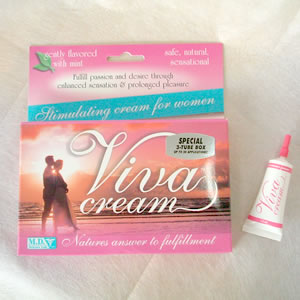 gently flavored
with mint
safe, natural,
sensational
Fulfill passion and desire through
enhanced sensation & prolonged pleasure!
Stimulating cream for women
Viva
cream
SPECIAL
3-TUBE BOX
Natures answer to fulfillment
M.D.
Viva
cream